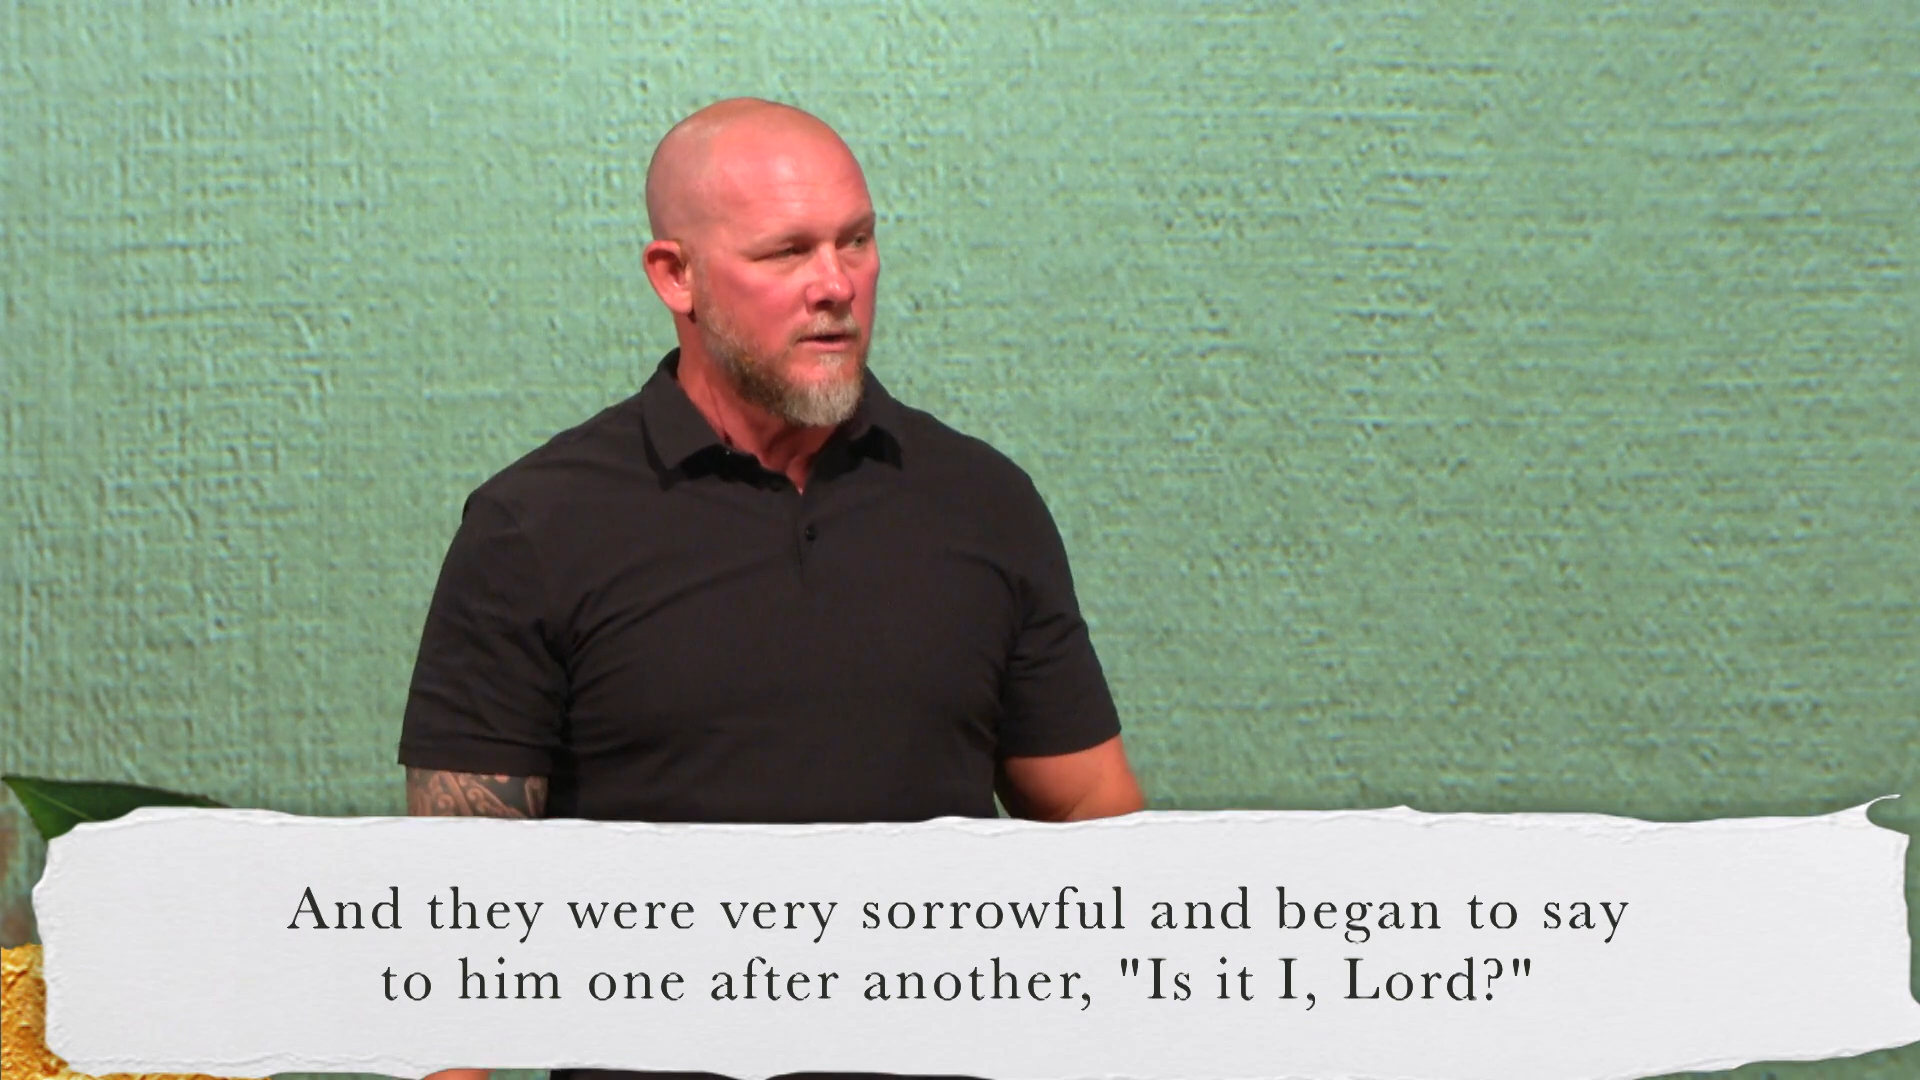 And they were very sorrowful and began to say
to him one after another, "Is it I, Lord?"